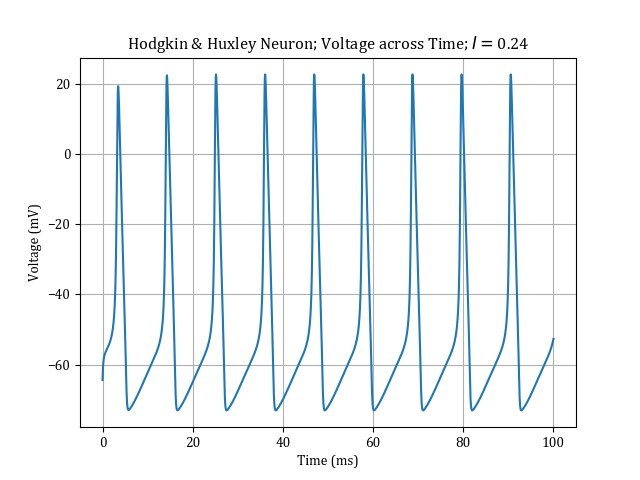 Hodgkin & Huxley Neuron; Voltage across Time; I = 0.24
Voltage (mV)
20
0
−20
−40
−60
0 20 40 60 80 100
Time (ms)